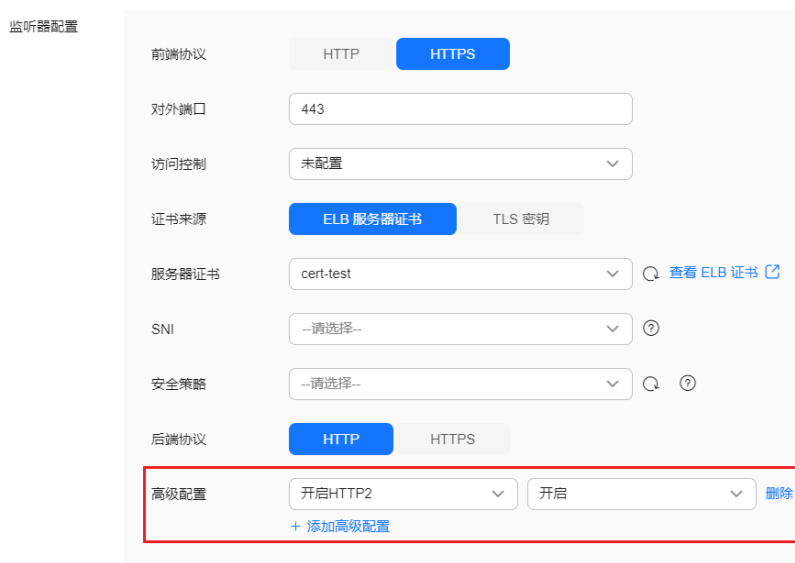 监听器配置
前端协议 HTTP HTTPS
对外端口 443
访问控制 未配置
证书来源 ELB 服务器证书 TLS 密钥
服务器证书 cert-test 查看 ELB 证书
SNI --请选择--
安全策略 --请选择--
后端协议 HTTP HTTPS
高级配置 开启HTTP2 开启 删除
+ 添加高级配置